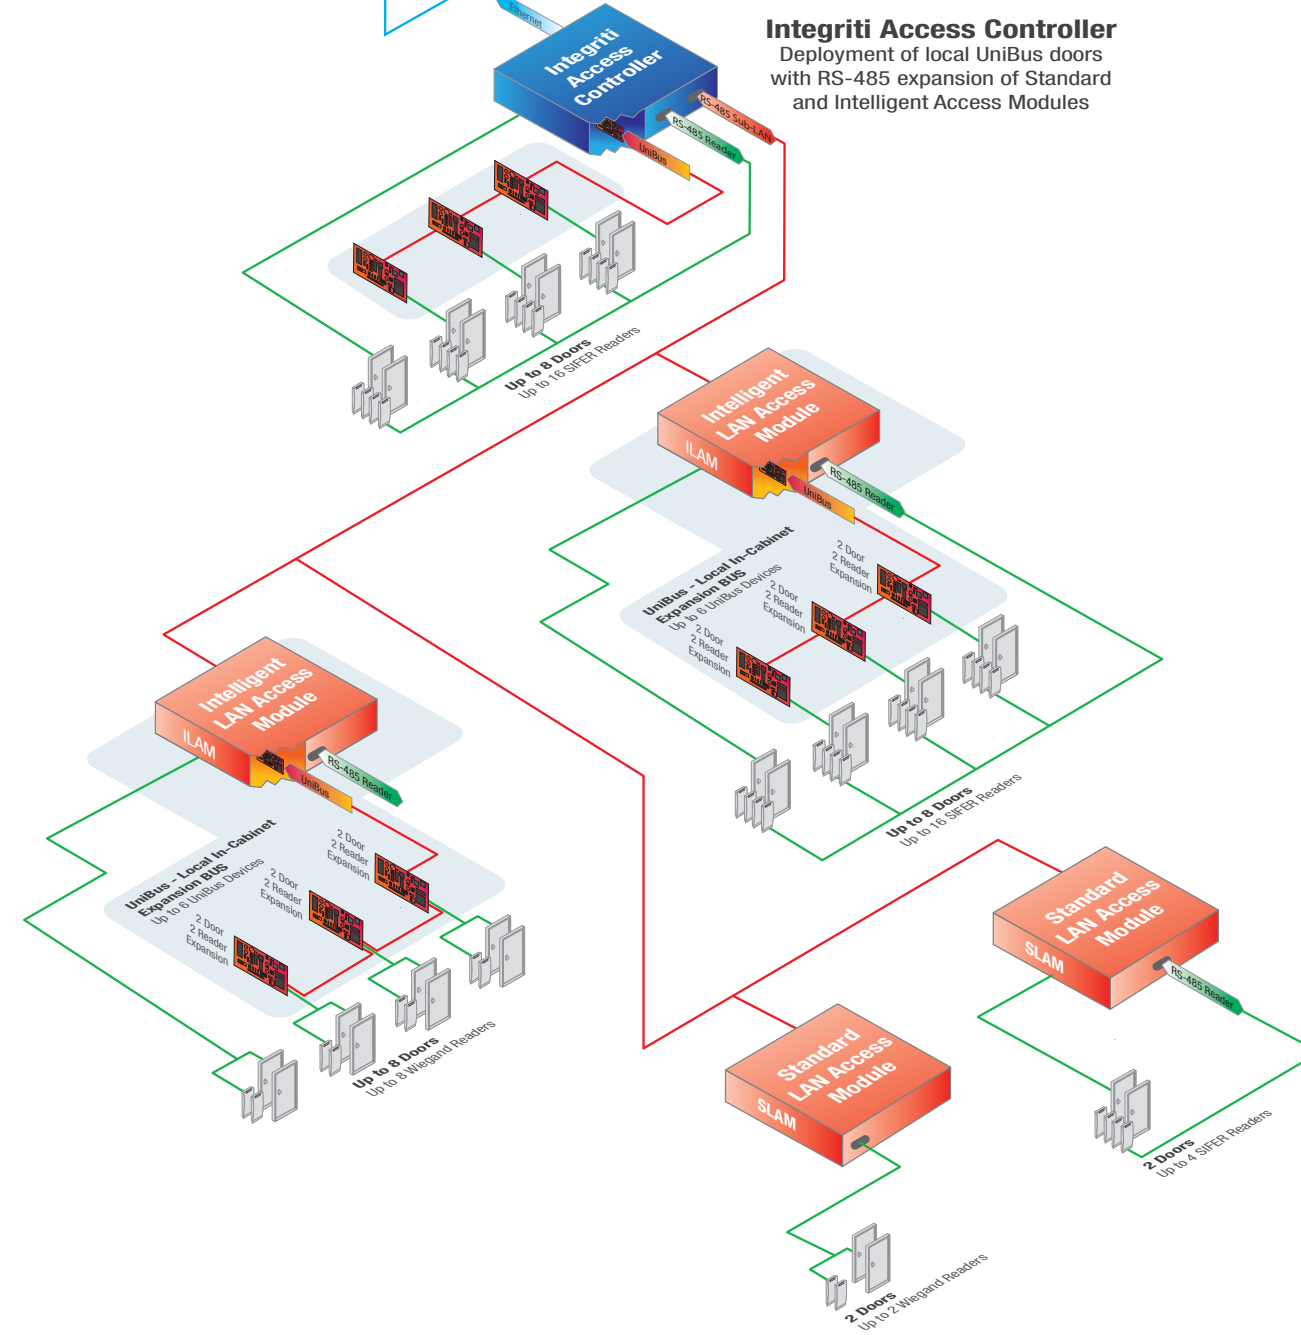 Integriti Access Controller
Deployment of local UniBus doors
with RS-485 expansion of Standard
and Intelligent Access Modules
Ethernet
Integriti
Access
Controller
RS-485 Sub-LAN
RS-485 Reader
UniBus
Up to 8 Doors
Up to 16 SIFER Readers
Intelligent
LAN Access
Module
ILAM
RS-485 Reader
UniBus
UniBus - Local In-Cabinet
Expansion BUS
Up to 6 UniBus Devices
2 Door
2 Reader
Expansion
2 Door
2 Reader
Expansion
2 Door
2 Reader
Expansion
Up to 8 Doors
Up to 16 SIFER Readers
Intelligent
LAN Access
Module
ILAM
RS-485 Reader
UniBus
UniBus - Local In-Cabinet
Expansion BUS
Up to 6 UniBus Devices
2 Door
2 Reader
Expansion
2 Door
2 Reader
Expansion
2 Door
2 Reader
Expansion
Up to 8 Doors
Up to 8 Wiegand Readers
Standard
LAN Access
Module
SLAM
RS-485 Reader
2 Doors
Up to 4 SIFER Readers
Standard
LAN Access
Module
SLAM
2 Doors
Up to 2 Wiegand Readers